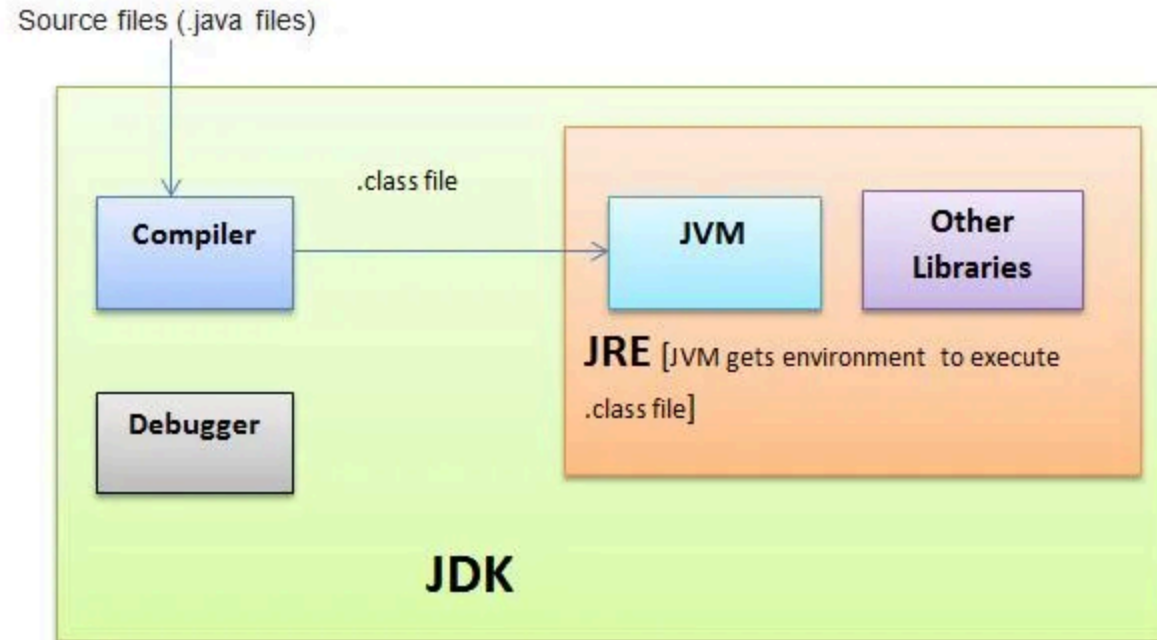 Source files (.java files)
.class file
Compiler
JVM
Other
Libraries
JRE [JVM gets environment to execute
.class file]
Debugger
JDK